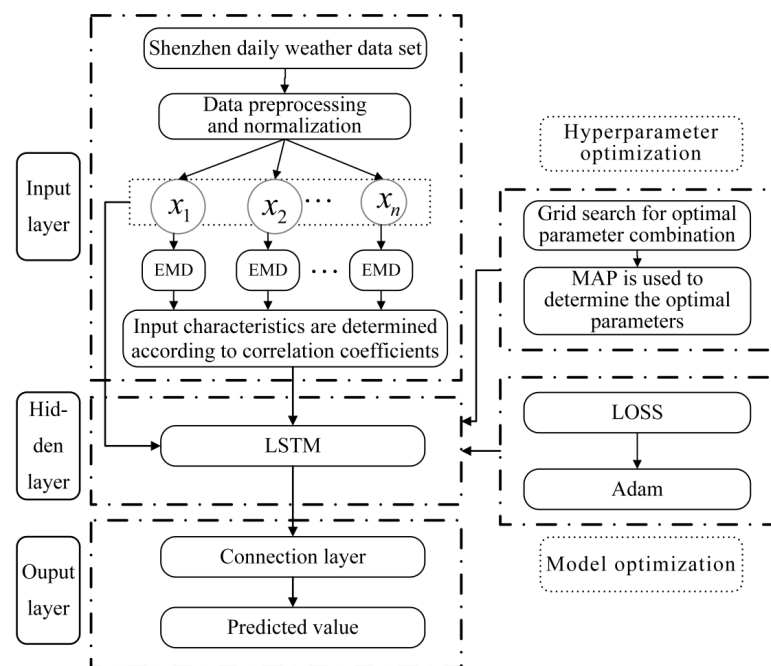 Shenzhen daily weather data set
Data preprocessing
and normalization
Input
layer
x1
x2
...
xn
EMD
EMD
...
EMD
Input characteristics are determined
according to correlation coefficients
Hid-
den
layer
LSTM
Ouput
layer
Connection layer
Predicted value
Hyperparameter
optimization
Grid search for optimal
parameter combination
MAP is used to
determine the optimal
parameters
LOSS
Adam
Model optimization